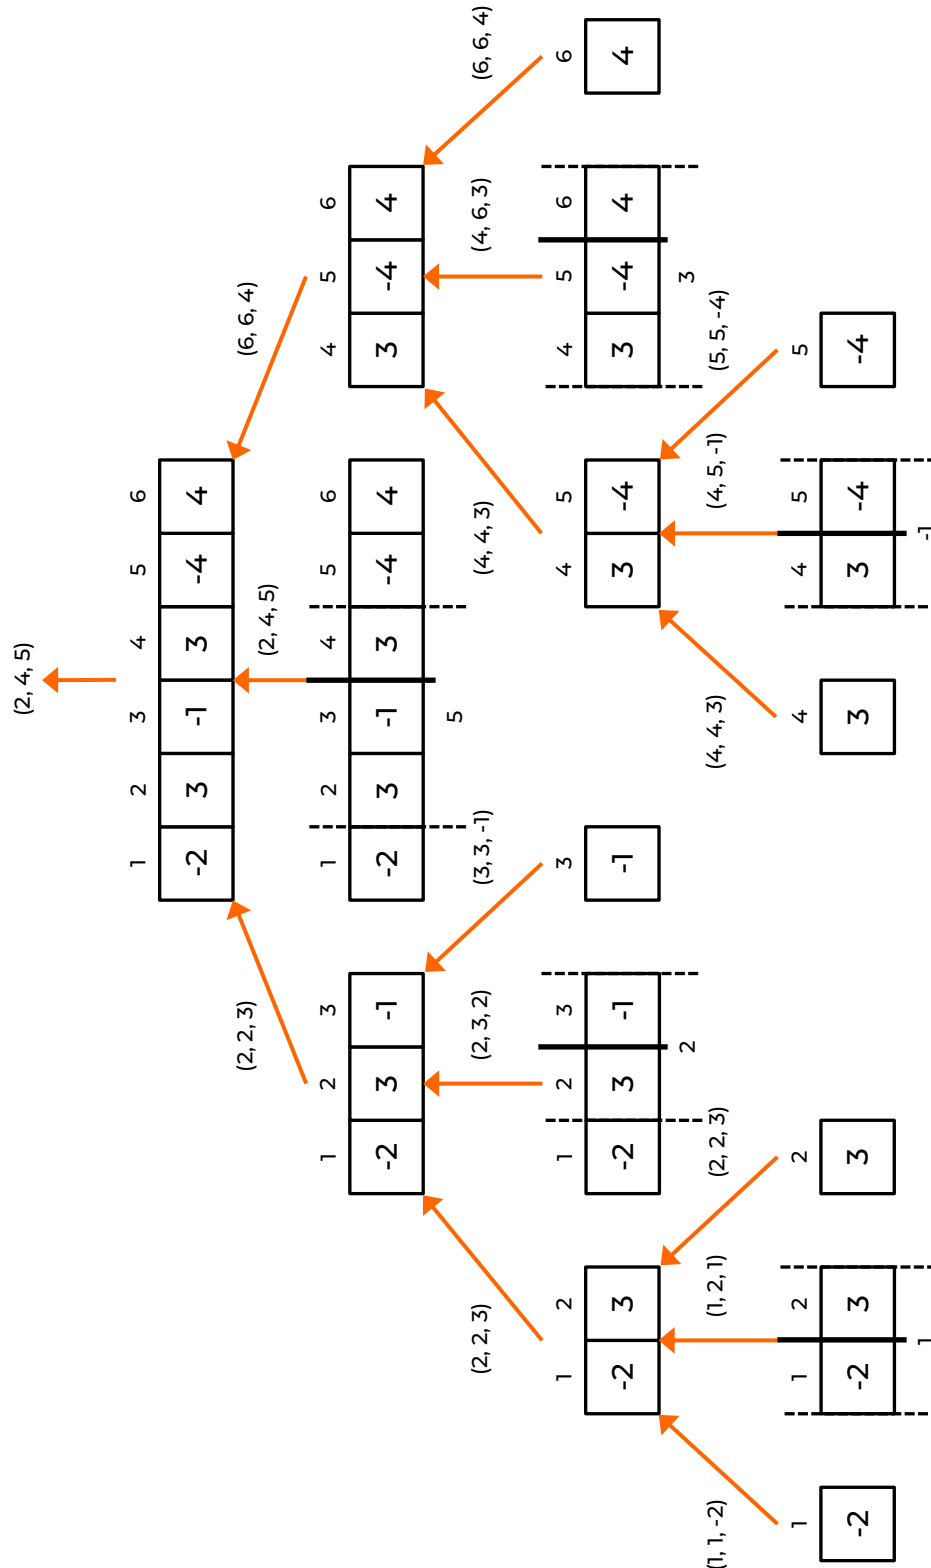 (2, 4, 5)
1 2 3 4 5 6
-2 3 -1 3 -4 4
(2, 2, 3) (2, 4, 5) (6, 6, 4)
1 2 3 1 2 3 4 5 6 4 5 6
-2 3 -1 -2 3 -1 3 -4 4 3 -4 4
5
(2, 2, 3) (2, 3, 2) (3, 3, -1) (4, 4, 3) (4, 6, 3) (6, 6, 4)
1 2 1 2 3 3 4 5 4 5 6 6
-2 3 -2 3 -1 -1 3 -4 3 -4 4 4
2 3
(1, 1, -2) (1, 2, 1) (2, 2, 3) (4, 4, 3) (4, 5, -1) (5, 5, -4)
1 1 2 2 4 4 5 5
-2 -2 3 3 3 3 -4 -4
1 -1